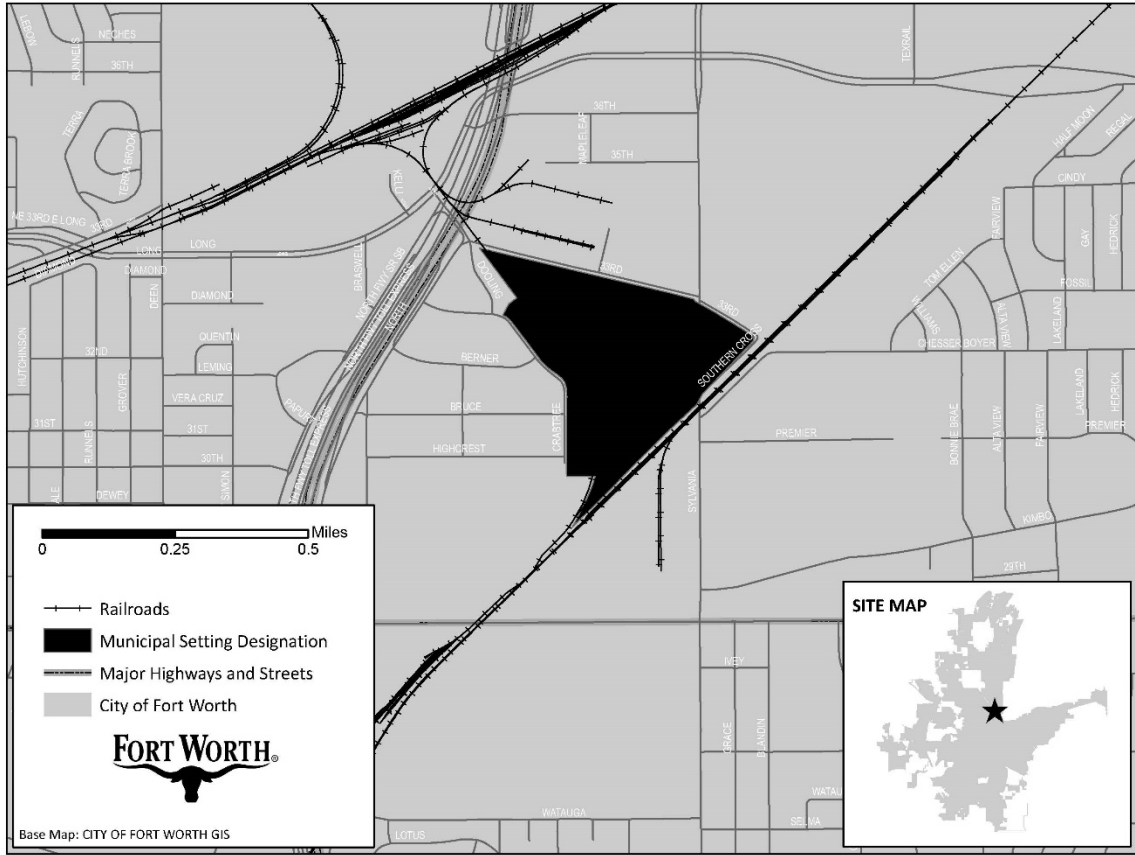 LEBOW
NECHES
RUNNELS
36TH
TEXRAIL
36TH
MAPLELEAF
35TH
HALF MOON
REGAL
TERRA
TERRA BROOK
KELLI
CINDY
FAIRVIEW
GAY
HEDRICK
NE 33RD E LONG
33RD
LONG
LONG
33RD
TOM ELLEN
FOSSIL
DIAMOND
DEEN
DIAMOND
BRASWELL
DOOLING
NORTH
33RD
WILLIAMS
ALTA VIEW
LAKELAND
HUTCHINSON
QUENTIN
CHESSER BOYER
32ND
LEMING
BERNER
SOUTHERN CROSS
GROVER
VERA CRUZ
PAPURT
BRUCE
CRABTREE
LAKELAND
HEDRICK
31ST
RUNNELS
31ST
HIGHCREST
PREMIER
BONNIE BRAE
ALTA VIEW
FAIRVIEW
PREMIER
30TH
SIMON
DEWEY
SYLVANIA
KIMBO
29TH
Miles
0 0.25 0.5
Railroads
Municipal Setting Designation
Major Highways and Streets
City of Fort Worth
FORT WORTH®
Base Map: CITY OF FORT WORTH GIS
IVEY
GRACE
BLANDIN
WATAUGA
SELMA
WATAUGA
LOTUS
SITE MAP